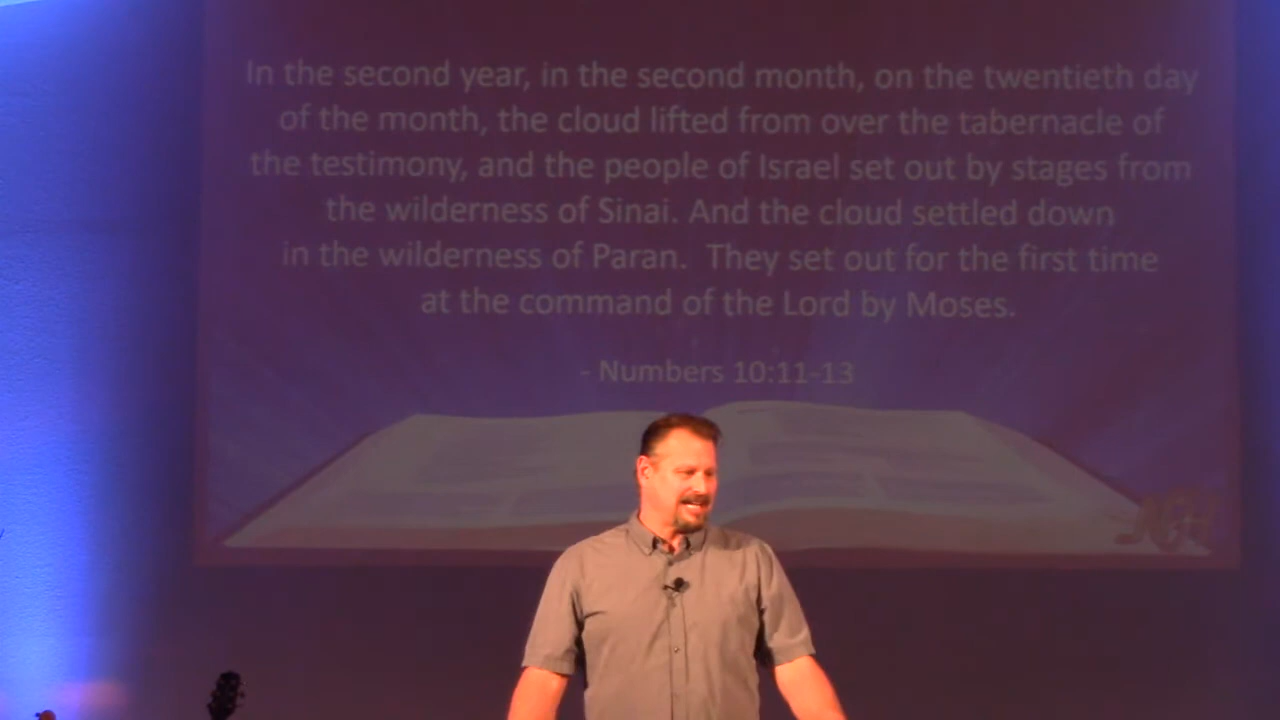 In the second year, in the second month, on the twentieth day
of the month, the cloud lifted from over the tabernacle of
the testimony, and the people of Israel set out by stages from
the wilderness of Sinai. And the cloud settled down
in the wilderness of Paran. They set out for the first time
at the command of the Lord by Moses.
- Numbers 10:11-13